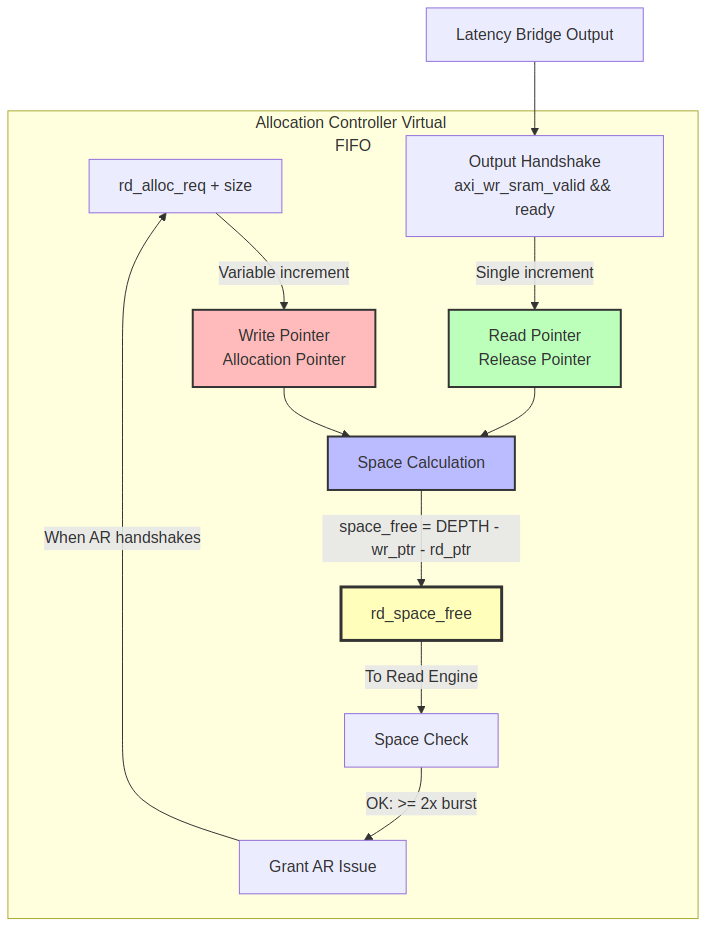 Latency Bridge Output
Allocation Controller Virtual
FIFO
Output Handshake
axi_wr_sram_valid &&
ready
rd_alloc_req + size
Variable increment
Single increment
Write Pointer
Allocation Pointer
Read Pointer
Release Pointer
Space Calculation
When AR handshakes
space_free = DEPTH -
wr_ptr - rd_ptr
rd_space_free
To Read Engine
Space Check
OK: >= 2x burst
Grant AR Issue